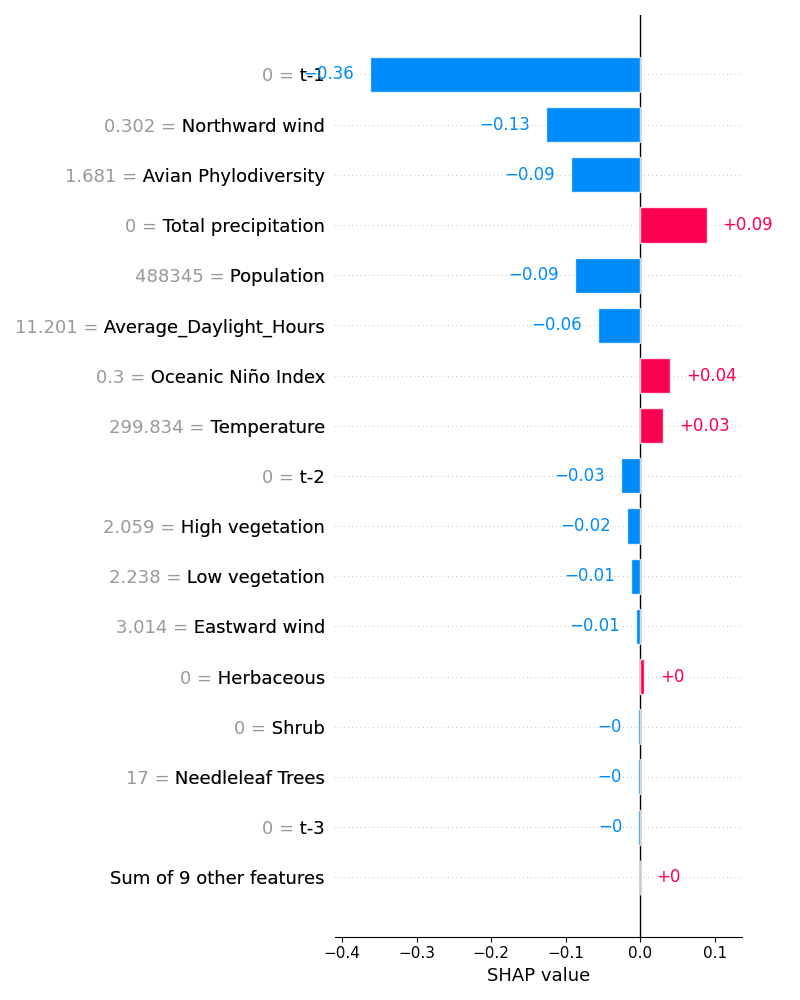 0 = t-1 −0.36
0.302 = Northward wind −0.13
1.681 = Avian Phylodiversity −0.09
0 = Total precipitation +0.09
488345 = Population −0.09
11.201 = Average_Daylight_Hours −0.06
0.3 = Oceanic Niño Index +0.04
299.834 = Temperature +0.03
0 = t-2 −0.03
2.059 = High vegetation −0.02
2.238 = Low vegetation −0.01
3.014 = Eastward wind −0.01
0 = Herbaceous +0
0 = Shrub −0
17 = Needleleaf Trees −0
0 = t-3 −0
Sum of 9 other features +0
−0.4 −0.3 −0.2 −0.1 0.0 0.1
SHAP value